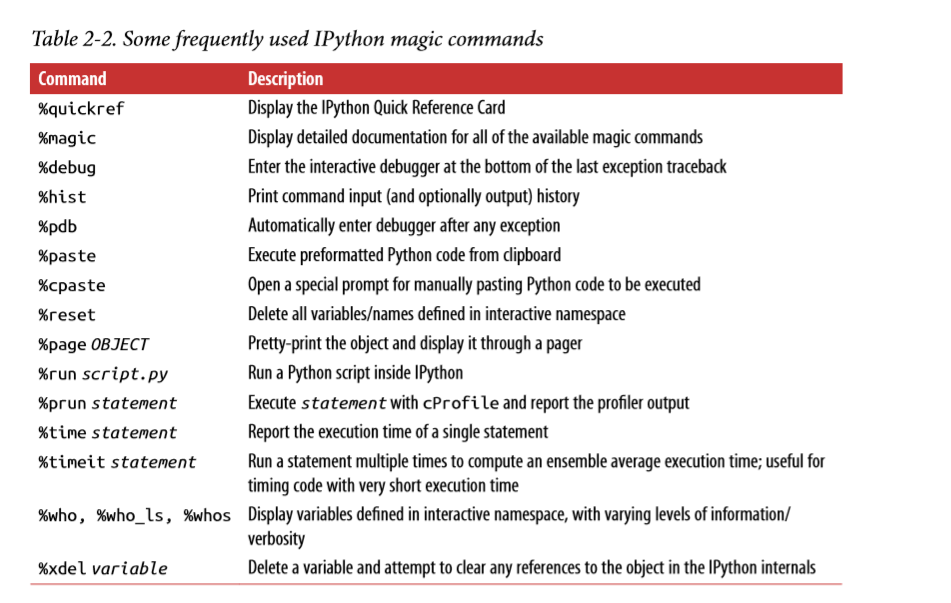 Table 2-2. Some frequently used IPython magic commands
Command Description
%quickref Display the IPython Quick Reference Card
%magic Display detailed documentation for all of the available magic commands
%debug Enter the interactive debugger at the bottom of the last exception traceback
%hist Print command input (and optionally output) history
%pdb Automatically enter debugger after any exception
%paste Execute preformatted Python code from clipboard
%cpaste Open a special prompt for manually pasting Python code to be executed
%reset Delete all variables/names defined in interactive namespace
%page OBJECT Pretty-print the object and display it through a pager
%run script.py Run a Python script inside IPython
%prun statement Execute statement with cProfile and report the profiler output
%time statement Report the execution time of a single statement
%timeit statement Run a statement multiple times to compute an ensemble average execution time; useful for
timing code with very short execution time
%who, %who_ls, %whos Display variables defined in interactive namespace, with varying levels of information/
verbosity
%xdel variable Delete a variable and attempt to clear any references to the object in the IPython internals